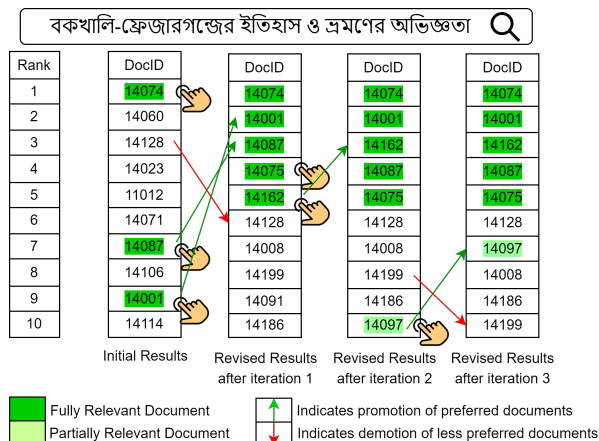 বকখালি-ফ্রেজারগন্জের ইতিহাস ও ভ্রমণের অভিজ্ঞতা
Rank DocID DocID DocID DocID
1 14074 14074 14074 14074
2 14060 14001 14001 14001
3 14128 14087 14162 14162
4 14023 14075 14087 14087
5 11012 14162 14075 14075
6 14071 14128 14128 14128
7 14087 14008 14008 14097
8 14106 14199 14199 14008
9 14001 14091 14186 14186
10 14114 14186 14097 14199
Initial Results Revised Results Revised Results Revised Results
after iteration 1 after iteration 2 after iteration 3
Fully Relevant Document Indicates promotion of preferred documents
Partially Relevant Document Indicates demotion of less preferred documents